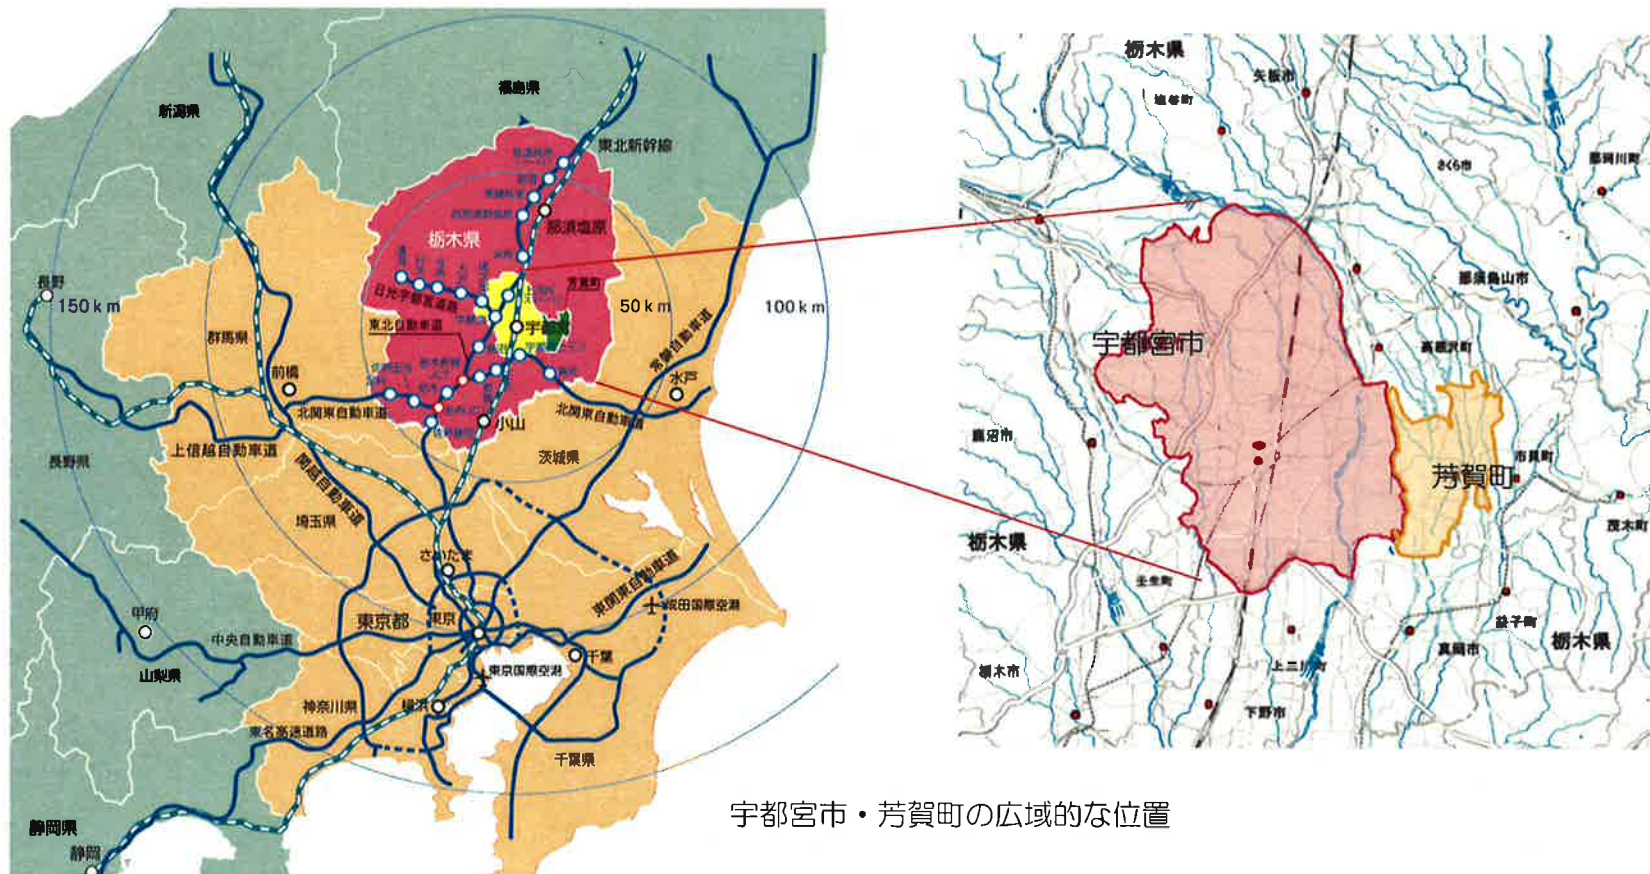 新潟県
福島県
東北新幹線
栃木県
那須塩原
長野
150km
日光宇都宮道路
芳賀町
50km
100km
東北自動車道
宇都宮
群馬県
前橋
常磐自動車道
水戸
北関東自動車道
北関東自動車道
小山
上信越自動車道
長野県
茨城県
関越自動車道
埼玉県
さいたま
東関東自動車道
成田国際空港
甲府
東京都
東京
中央自動車道
千葉
山梨県
東京国際空港
神奈川県
横浜
東名高速道路
千葉県
静岡県
静岡
栃木県
矢板市
塩谷町
さくら市
那珂川町
那須烏山市
宇都宮市
高根沢町
鹿沼市
市貝町
芳賀町
茂木町
栃木県
壬生町
益子町
栃木県
真岡市
栃木市
上三川町
下野市
宇都宮市・芳賀町の広域的な位置